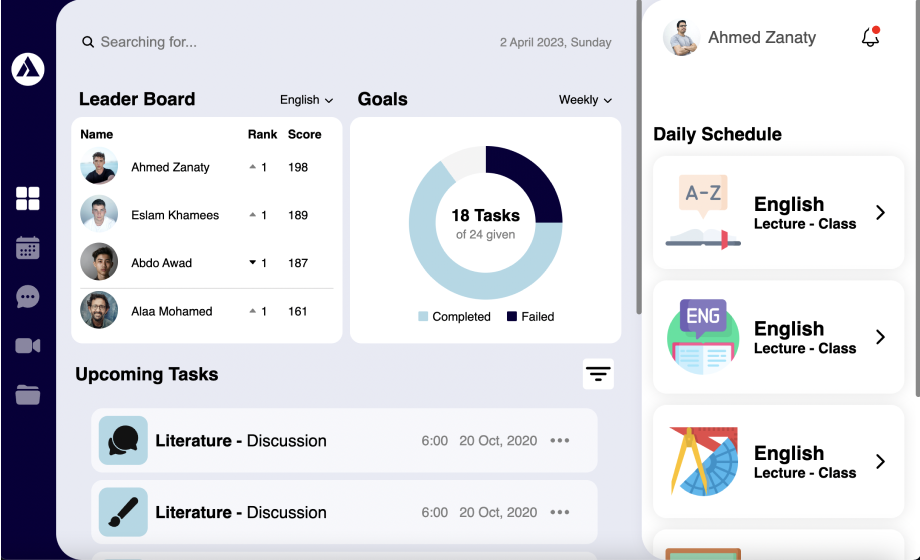 Searching for...
2 April 2023, Sunday
Leader Board
English
Name Rank Score
Ahmed Zanaty 1 198
Eslam Khamees 1 189
Abdo Awad 1 187
Alaa Mohamed 1 161
Goals
Weekly
18 Tasks
of 24 given
Completed Failed
Upcoming Tasks
Literature - Discussion 6:00 20 Oct, 2020
Literature - Discussion 6:00 20 Oct, 2020
Ahmed Zanaty
Daily Schedule
A-Z
English
Lecture - Class
ENG
English
Lecture - Class
English
Lecture - Class